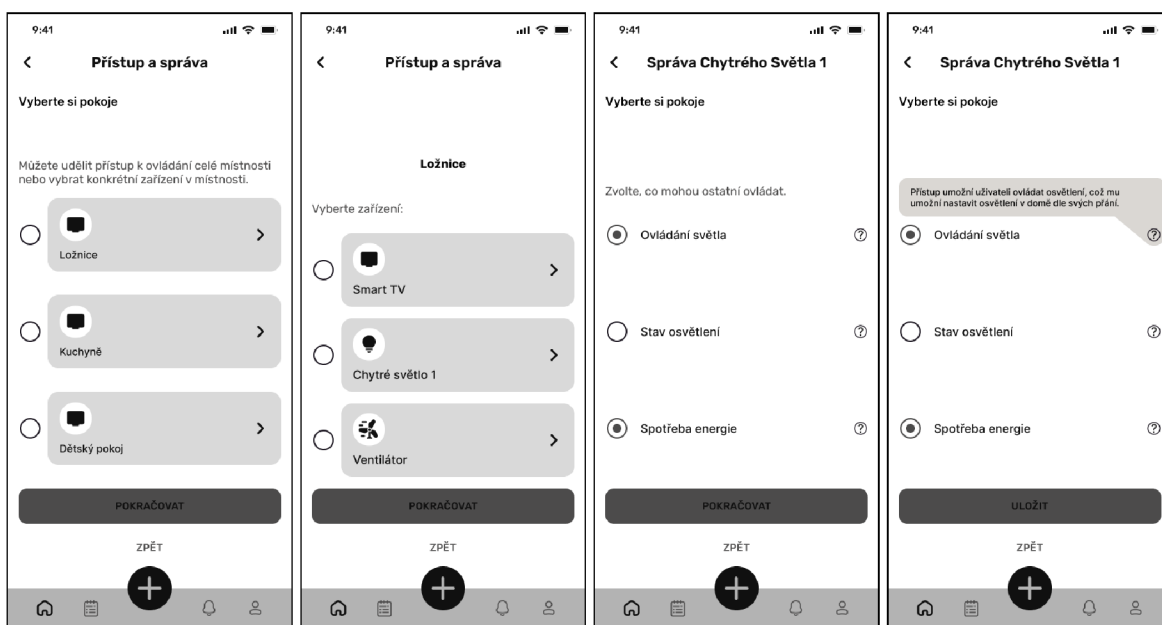 9:41
Přístup a správa
Vyberte si pokoje
Můžete udělit přístup k ovládání celé místnosti
nebo vybrat konkrétní zařízení v místnosti.
Ložnice
Kuchyně
Dětský pokoj
POKRAČOVAT
ZPĚT
9:41
Přístup a správa
Ložnice
Vyberte zařízení:
Smart TV
Chytré světlo 1
Ventilátor
POKRAČOVAT
ZPĚT
9:41
Správa Chytrého Světla 1
Vyberte si pokoje
Zvolte, co mohou ostatní ovládat.
Ovládání světla
Stav osvětlení
Spotřeba energie
POKRAČOVAT
ZPĚT
9:41
Správa Chytrého Světla 1
Vyberte si pokoje
Přístup umožní uživateli ovládat osvětlení, což mu
umožní nastavit osvětlení v domě dle svých přání.
Ovládání světla
Stav osvětlení
Spotřeba energie
ULOŽIT
ZPĚT